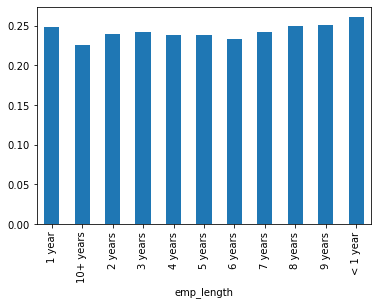 0.25
0.20
0.15
0.10
0.05
0.00
1 year
10+ years
2 years
3 years
4 years
5 years
6 years
7 years
8 years
9 years
< 1 year
emp_length